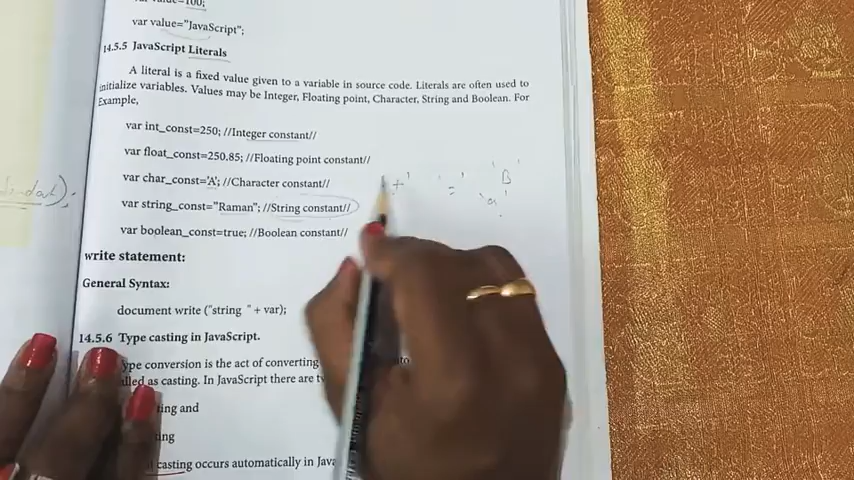 var value=100;
var value="JavaScript";
14.5.5 JavaScript Literals
A literal is a fixed value given to a variable in source code. Literals are often used to
initialize variables. Values may be Integer, Floating point, Character, String and Boolean. For
Example,
var int_const=250; //Integer constant//
var float_const=250.85; //Floating point constant//
var char_const='A'; //Character constant//
var string_const="Raman"; //String constant//
var boolean_const=true; //Boolean constant//
'+' '=' 'B'
'a'
write statement:
General Syntax:
document write ("string " + var);
14.5.6 Type casting in JavaScript.
ype conversion is the act of converting to
lled as casting. In JavaScript there are
ting and
ting
casting occurs automatically in